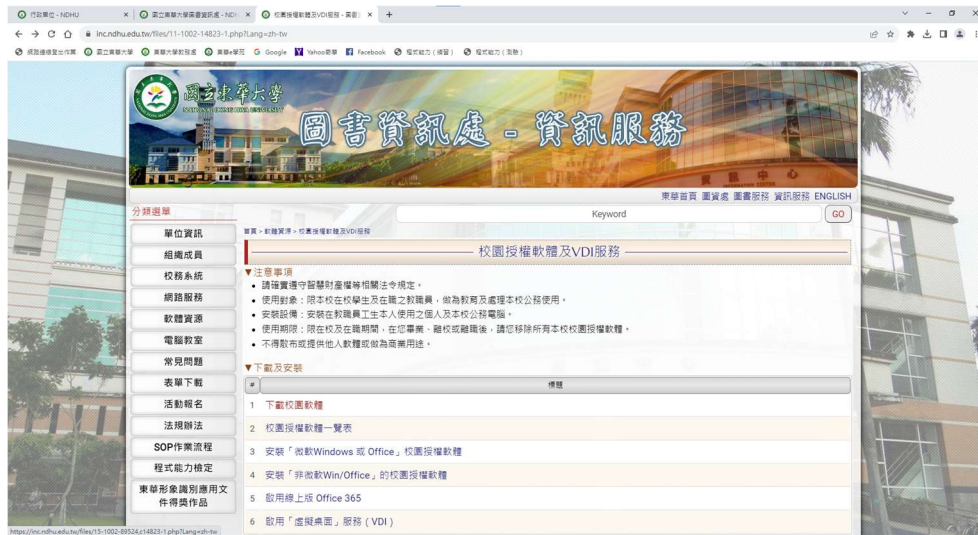 行政單位 - NDHU
國立東華大學圖書資訊處 - NDH
校園授權軟體及VDI服務 - 圖書資
inc.ndhu.edu.tw/files/11-1002-14823-1.php?Lang=zh-tw
網路連線登出作業 國立東華大學 東華大學教務處 東華e學苑 Google Yahoo奇摩 Facebook 程式能力(練習) 程式能力(測驗)
國立東華大學
NATIONAL DONG HWA UNIVERSITY
圖書資訊處 - 資訊服務
資訊中心
INFORMATION CENTER
東華首頁 圖資處 圖書服務 資訊服務 ENGLISH
分類選單
Keyword
GO
單位資訊
組織成員
校務系統
網路服務
軟體資源
電腦教室
常見問題
表單下載
活動報名
法規辦法
SOP作業流程
程式能力檢定
東華形象識別應用文
件得獎作品
首頁 > 軟體資源 > 校園授權軟體及VDI服務
校園授權軟體及VDI服務
▼注意事項
• 請確實遵守智慧財產權等相關法令規定。
• 使用對象:限本校在校學生及在職之教職員,做為教育及處理本校公務使用。
• 安裝設備:安裝在教職員工生本人使用之個人及本校公務電腦。
• 使用期限:限在校及在職期間,在您畢業、離校或離職後,請您移除所有本校校園授權軟體。
• 不得散布或提供他人軟體或做為商業用途。
▼下載及安裝
# 標題
1 下載校園軟體
2 校園授權軟體一覽表
3 安裝「微軟Windows 或 Office」校園授權軟體
4 安裝「非微軟Win/Office」的校園授權軟體
5 啟用線上版 Office 365
6 啟用「虛擬桌面」服務(VDI)
https://inc.ndhu.edu.tw/files/15-1002-89524,c14823-1.php?Lang=zh-tw